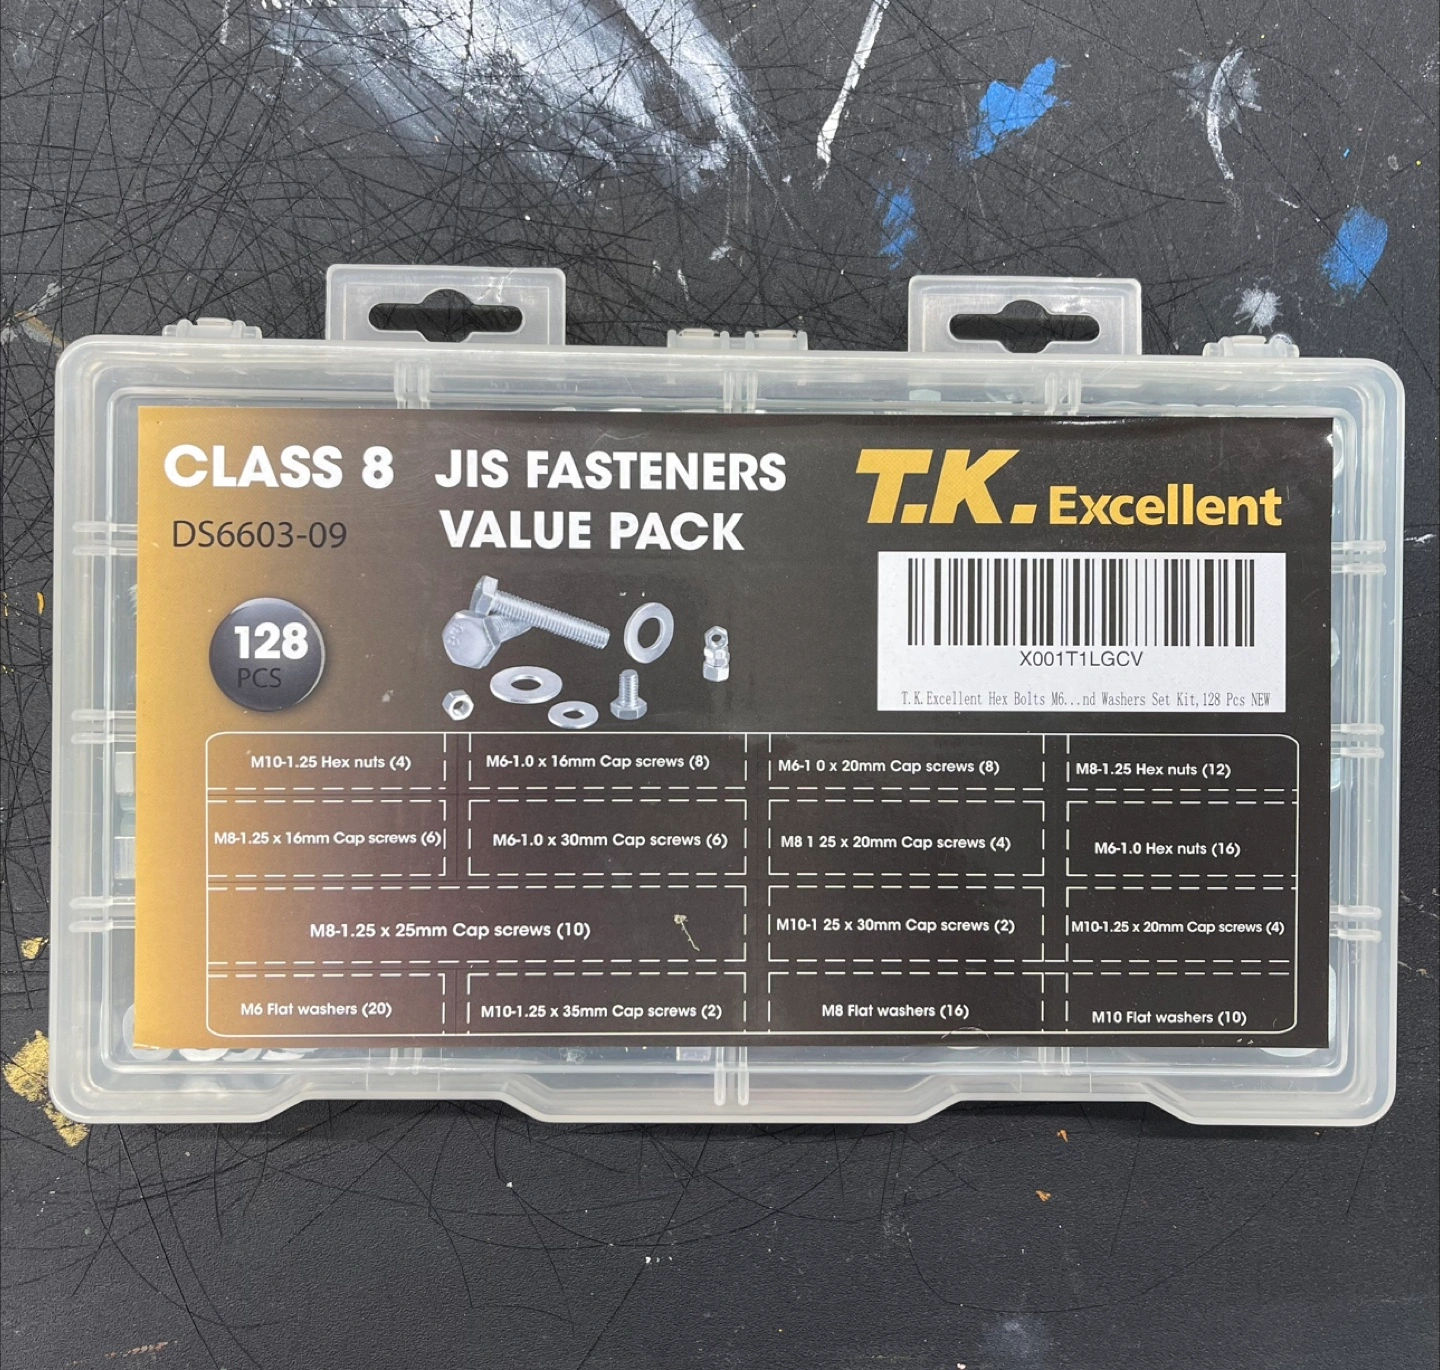 CLASS 8 JIS FASTENERS
VALUE PACK
DS6603-09
T.K. Excellent
128
PCS
X001T1LGCV
T.K.Excellent Hex Bolts M6...nd Washers Set Kit,128 Pcs NEW
M10-1.25 Hex nuts (4)
M6-1.0 x 16mm Cap screws (8)
M6-1 0 x 20mm Cap screws (8)
M8-1.25 Hex nuts (12)
M8-1.25 x 16mm Cap screws (6)
M6-1.0 x 30mm Cap screws (6)
M8 1 25 x 20mm Cap screws (4)
M6-1.0 Hex nuts (16)
M8-1.25 x 25mm Cap screws (10)
M10-1 25 x 30mm Cap screws (2)
M10-1.25 x 20mm Cap screws (4)
M6 Flat washers (20)
M10-1.25 x 35mm Cap screws (2)
M8 Flat washers (16)
M10 Flat washers (10)